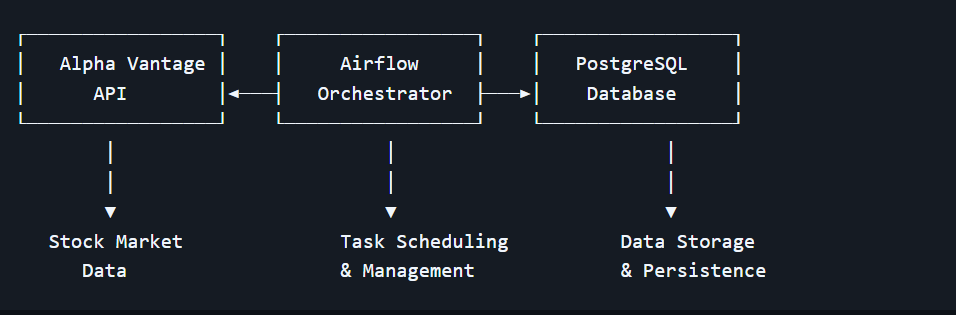 Alpha Vantage API
Airflow Orchestrator
PostgreSQL Database
Stock Market Data
Task Scheduling & Management
Data Storage & Persistence